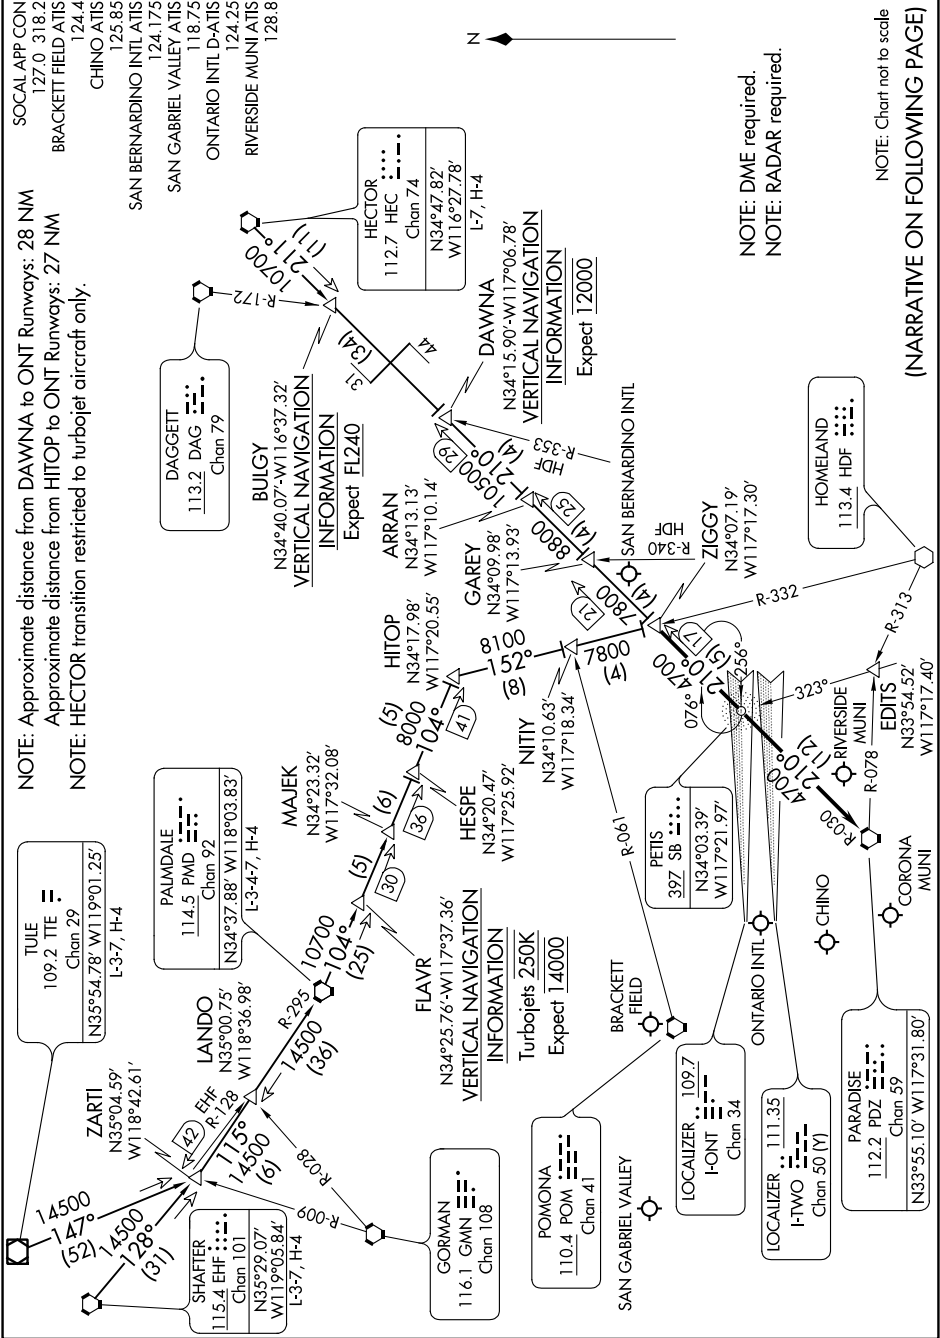 NOTE: Approximate distance from DAWNA to ONT Runways: 28 NM
Approximate distance from HITOP to ONT Runways: 27 NM
NOTE: HECTOR transition restricted to turbojet aircraft only.
SOCAL APP CON
127.0 318.2
BRACKETT FIELD ATIS
124.4
CHINO ATIS
125.85
SAN BERNARDINO INTL ATIS
124.175
SAN GABRIEL VALLEY ATIS
118.75
ONTARIO INTL D-ATIS
124.25
RIVERSIDE MUNI ATIS
128.8
N
TULE
109.2 TTE
Chan 29
N35°54.78' W119°01.25'
L-3-7, H-4
PALMDALE
114.5 PMD
Chan 92
N34°37.88' W118°03.83'
L-3-4-7, H-4
DAGGETT
113.2 DAG
Chan 79
HECTOR
112.7 HEC
Chan 74
N34°47.82'
W116°27.78'
L-7, H-4
10700
211°
(11)
R-172
BULGY
N34°40.07'-W116°37.32'
VERTICAL NAVIGATION
INFORMATION
Expect FL240
(34)
31
44
DAWNA
N34°15.90'-W117°06.78'
VERTICAL NAVIGATION
INFORMATION
Expect 12000
29
R-353
HDF
10500
210°
(4)
ARRAN
N34°13.13'
W117°10.14'
25
8800
(4)
GAREY
N34°09.98'
W117°13.93'
SAN BERNARDINO INTL
R-340
HDF
21
7800
(4)
ZIGGY
N34°07.19'
W117°17.30'
17
4700
210°
(5)
R-332
HOMELAND
113.4 HDF
R-313
ZARTI
N35°04.59'
W118°42.61'
14500
147°
(52)
14500
128°
(31)
SHAFTER
115.4 EHF
Chan 101
N35°29.07'
W119°05.84'
L-3-7, H-4
42
EHF
R-128
115°
14500
(6)
LANDO
N35°00.75'
W118°36.98'
R-295
14500
(36)
R-028
R-009
GORMAN
116.1 GMN
Chan 108
10700
104°
(25)
FLAVR
N34°25.76'-W117°37.36'
VERTICAL NAVIGATION
INFORMATION
Turbojets 250K
Expect 14000
(5)
30
MAJEK
N34°23.32'
W117°32.08'
(6)
36
HESPE
N34°20.47'
W117°25.92'
(5)
8000
104°
41
HITOP
N34°17.98'
W117°20.55'
8100
152°
(8)
NITIY
N34°10.63'
W117°18.34'
7800
(4)
R-061
BRACKETT
FIELD
POMONA
110.4 POM
Chan 41
SAN GABRIEL VALLEY
PETIS
397 SB
N34°03.39'
W117°21.97'
076°
256°
323°
LOCALIZER 109.7
I-ONT
Chan 34
ONTARIO INTL
LOCALIZER 111.35
I-TWO
Chan 50 (Y)
4700
210°
(12)
R-030
RIVERSIDE
MUNI
R-078
EDITS
N33°54.52'
W117°17.40'
CHINO
CORONA
MUNI
PARADISE
112.2 PDZ
Chan 59
N33°55.10' W117°31.80'
NOTE: DME required.
NOTE: RADAR required.
NOTE: Chart not to scale
(NARRATIVE ON FOLLOWING PAGE)